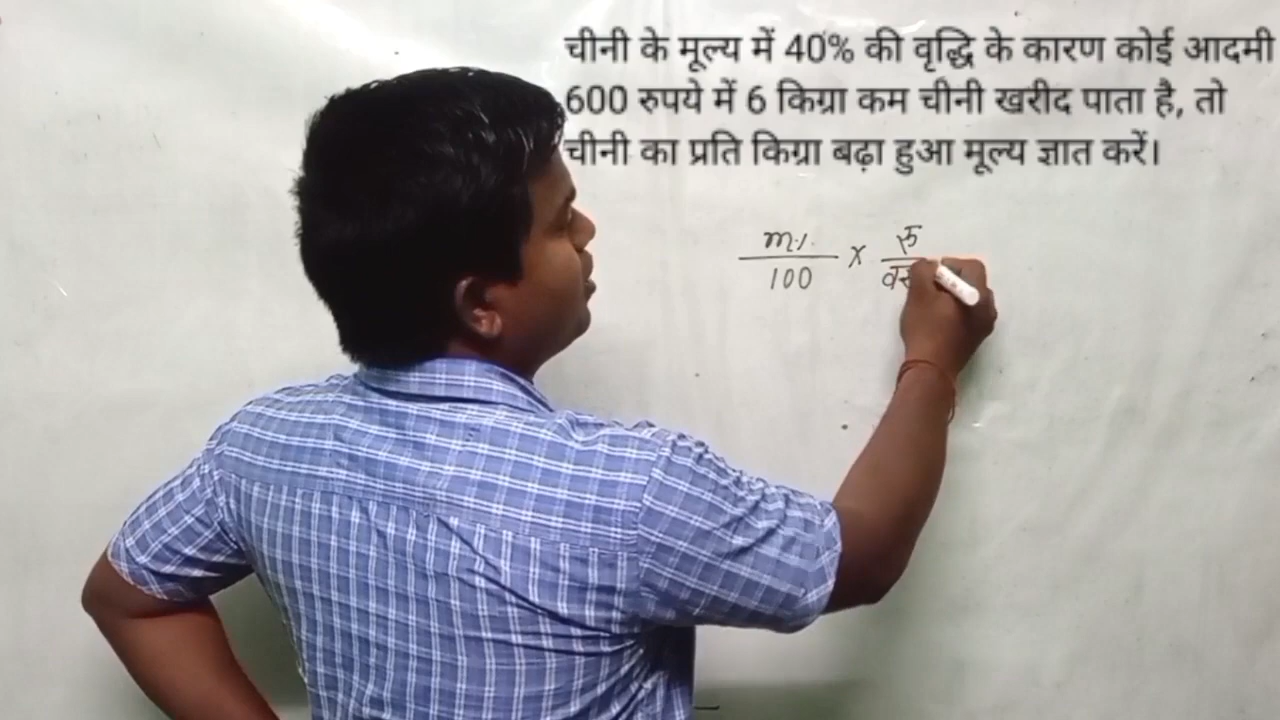 चीनी के मूल्य में 40% की वृद्धि के कारण कोई आदमी
600 रुपये में 6 किग्रा कम चीनी खरीद पाता है, तो
चीनी का प्रति किग्रा बढ़ा हुआ मूल्य ज्ञात करें।
m% / 100 × रु /